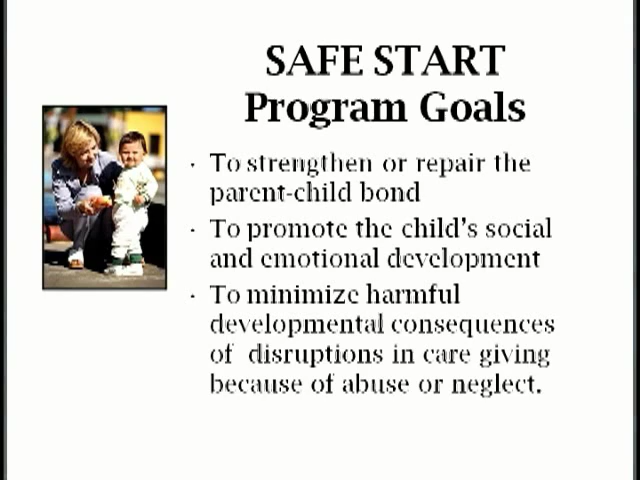 SAFE START
Program Goals
· To strengthen or repair the
parent-child bond
· To promote the child's social
and emotional development
· To minimize harmful
developmental consequences
of disruptions in care giving
because of abuse or neglect.